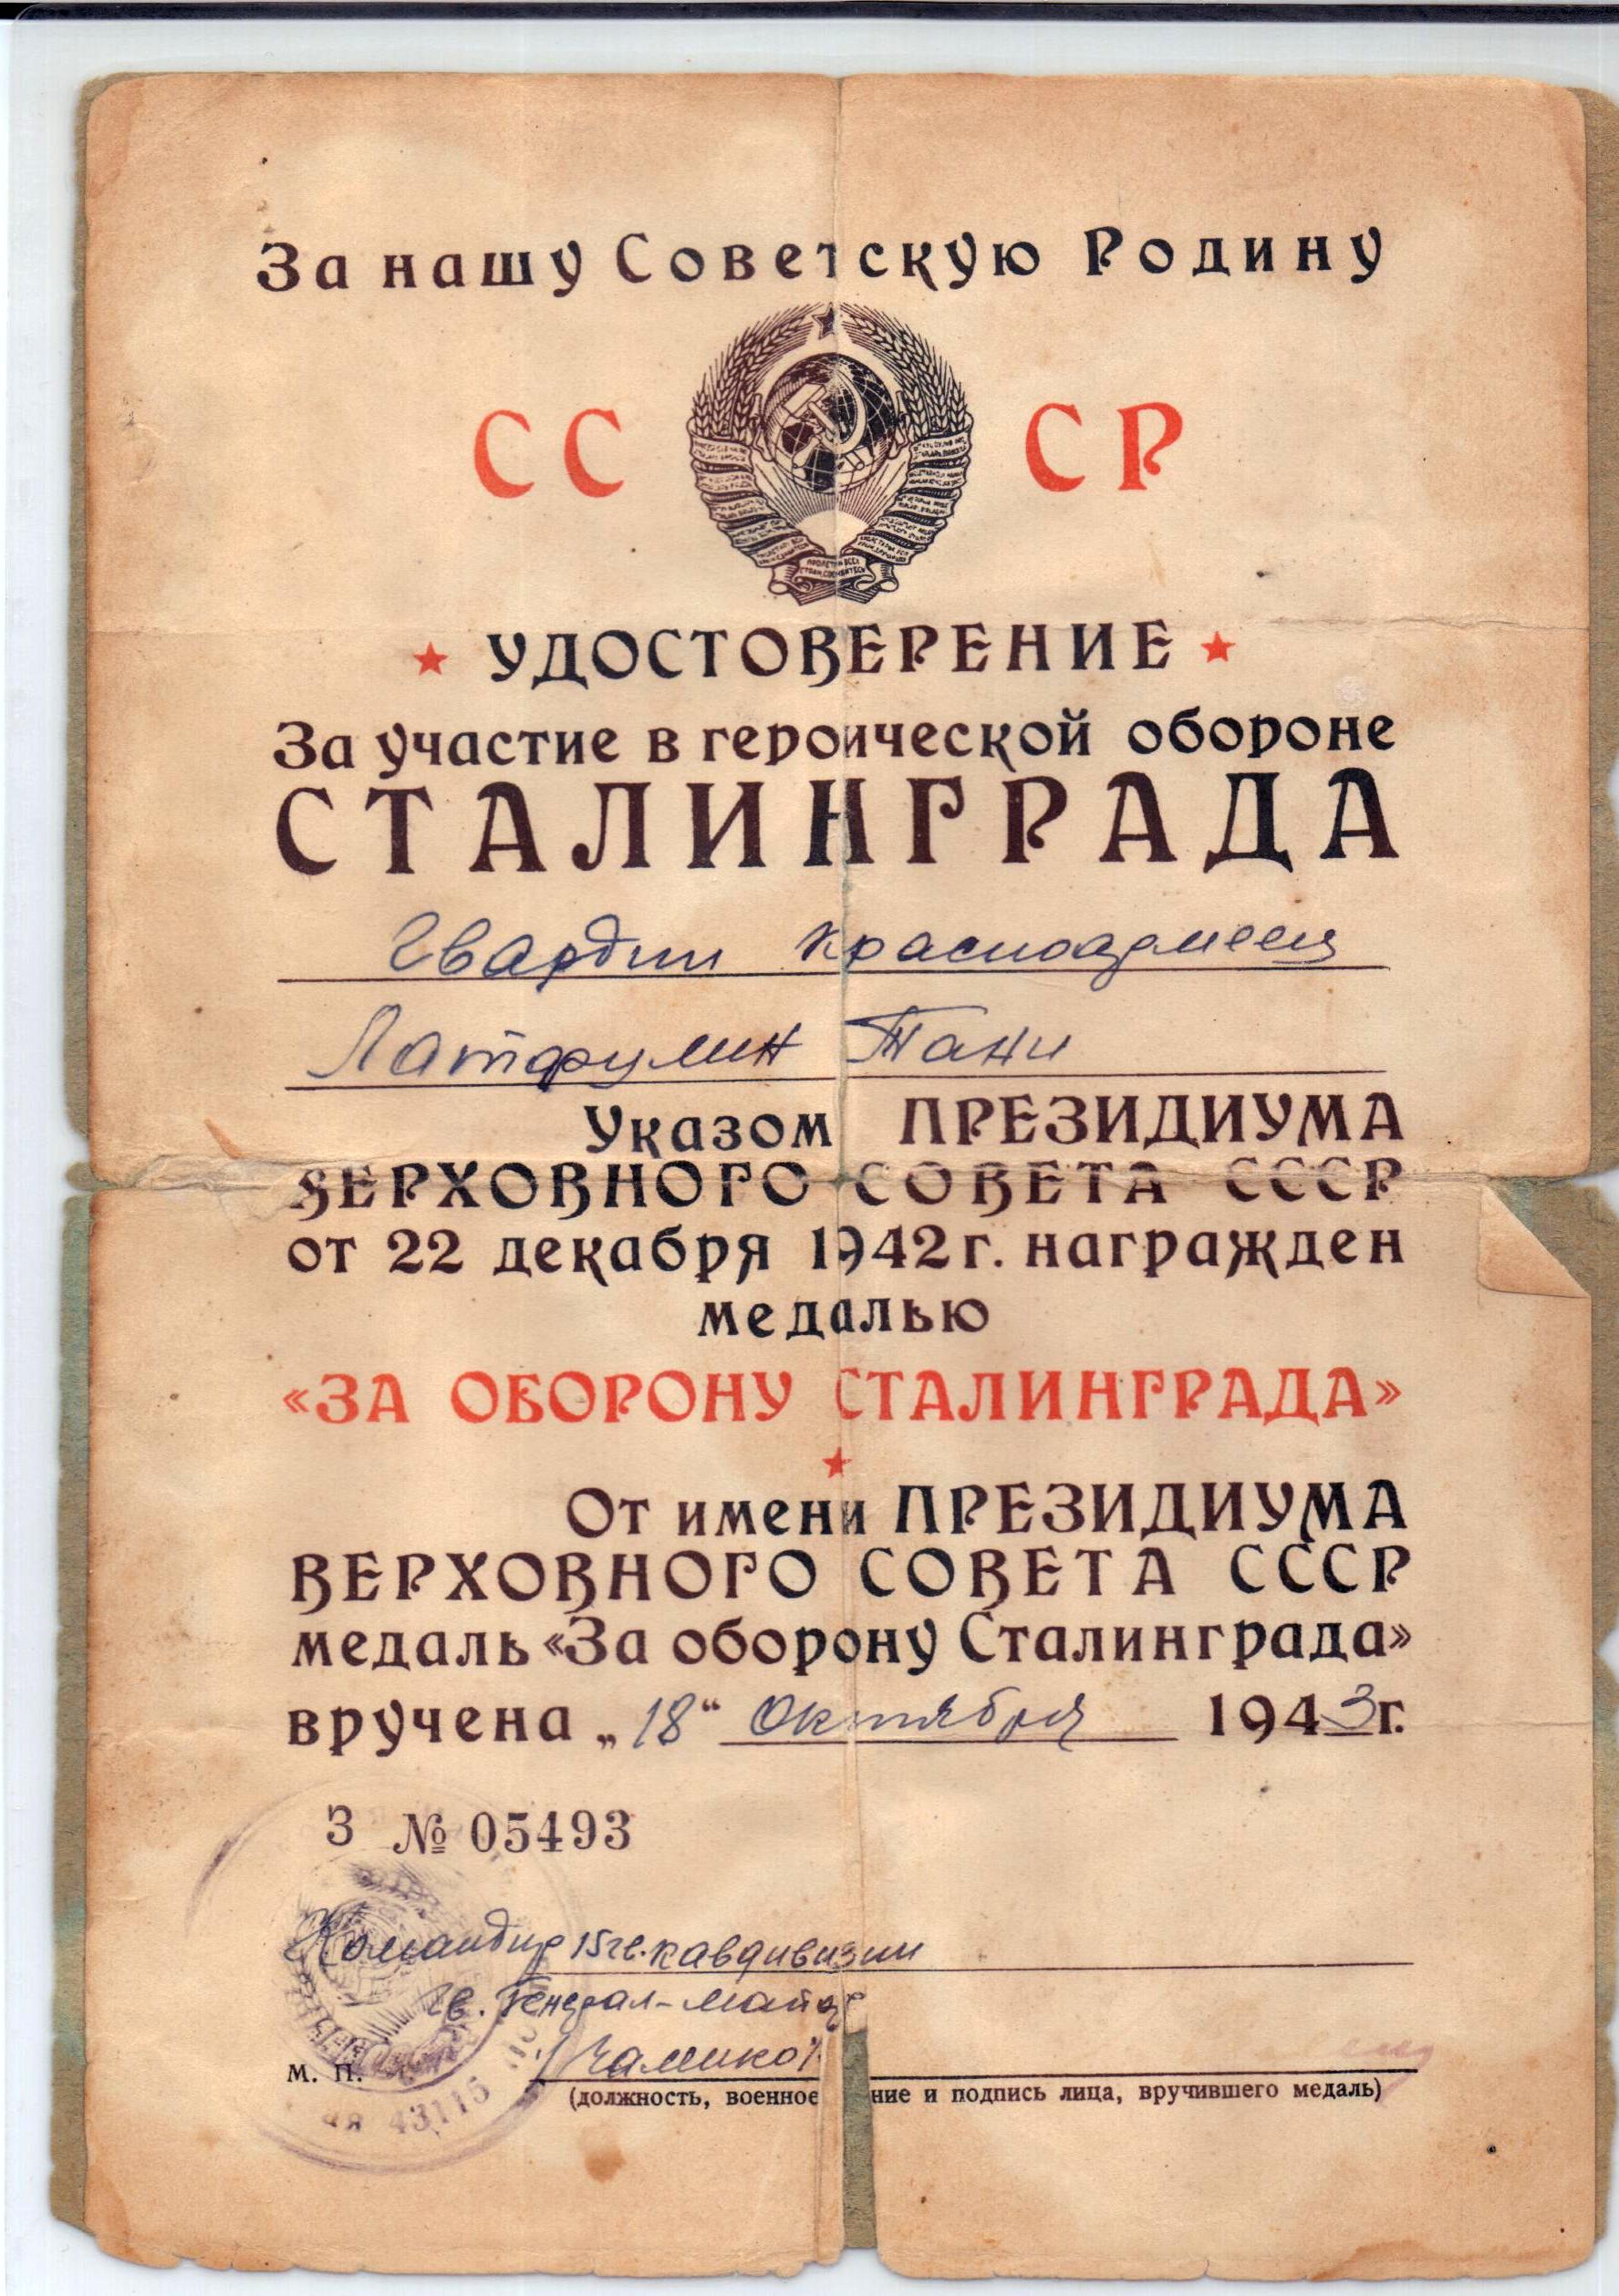 За нашу Советскую Родину
СС СР
УДОСТОВЕРЕНИЕ
За участие в героической обороне
СТАЛИНГРАДА
Гвардии красноармеец
Латфулин Гани
Указом ПРЕЗИДИУМА
ВЕРХОВНОГО СОВЕТА СССР
от 22 декабря 1942 г. награжден
медалью
«ЗА ОБОРОНУ СТАЛИНГРАДА»
От имени ПРЕЗИДИУМА
ВЕРХОВНОГО СОВЕТА СССР
медаль «За оборону Сталинграда»
вручена „18“ Октября 1943 г.
З № 05493
Командир 15 гв. кавдивизии
Гв. Генерал-майор
м. п.
(должность, военное ние и подпись лица, вручившего медаль)
43115